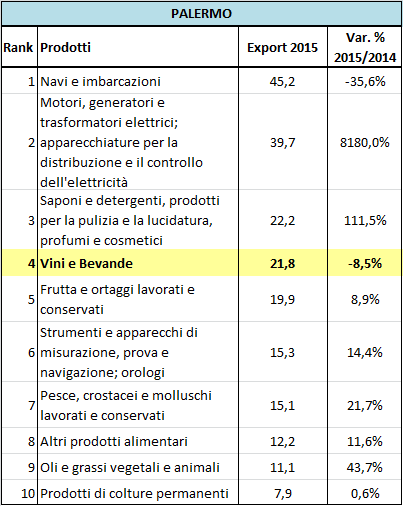 PALERMO
Rank Prodotti Export 2015 Var. % 2015/2014
1 Navi e imbarcazioni 45,2 -35,6%
2 Motori, generatori e
trasformatori elettrici;
apparecchiature per la
distribuzione e il controllo
dell'elettricità 39,7 8180,0%
3 Saponi e detergenti, prodotti
per la pulizia e la lucidatura,
profumi e cosmetici 22,2 111,5%
4 Vini e Bevande 21,8 -8,5%
5 Frutta e ortaggi lavorati e
conservati 19,9 8,9%
6 Strumenti e apparecchi di
misurazione, prova e
navigazione; orologi 15,3 14,4%
7 Pesce, crostacei e molluschi
lavorati e conservati 15,1 21,7%
8 Altri prodotti alimentari 12,2 11,6%
9 Oli e grassi vegetali e animali 11,1 43,7%
10 Prodotti di colture permanenti 7,9 0,6%